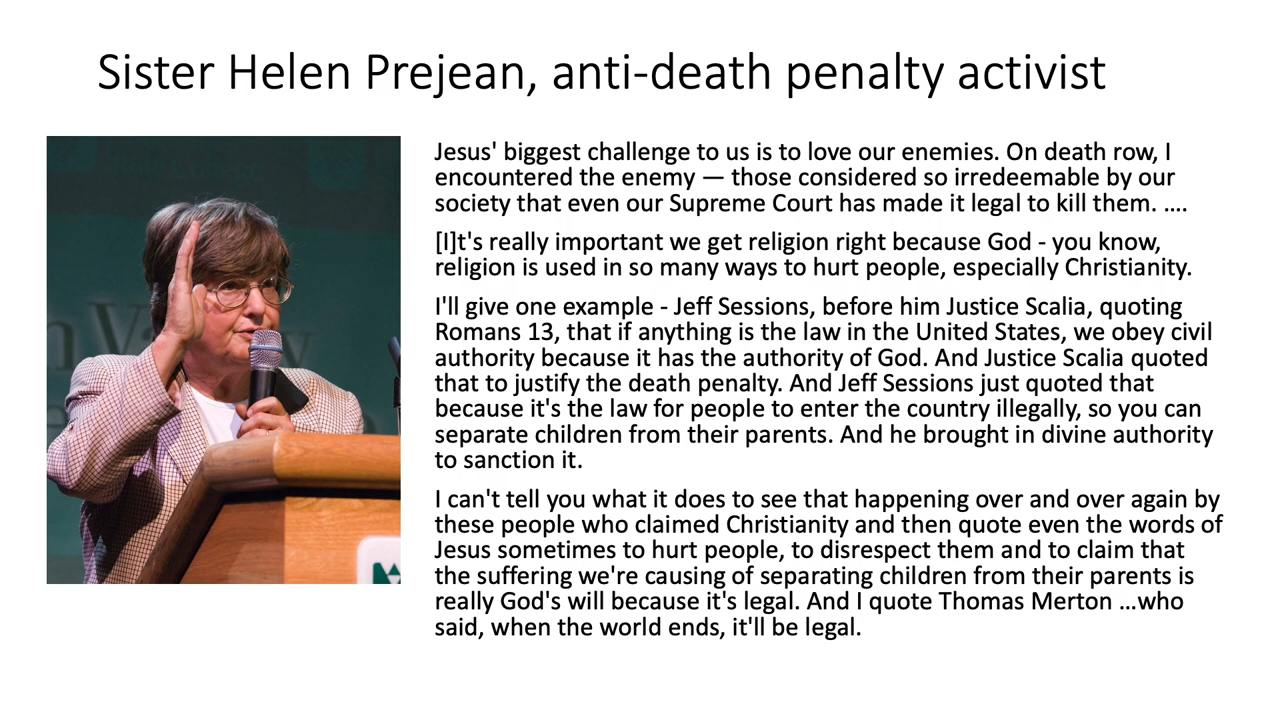 Sister Helen Prejean, anti-death penalty activist
Jesus' biggest challenge to us is to love our enemies. On death row, I
encountered the enemy — those considered so irredeemable by our
society that even our Supreme Court has made it legal to kill them. ....
[I]t's really important we get religion right because God - you know,
religion is used in so many ways to hurt people, especially Christianity.
I'll give one example - Jeff Sessions, before him Justice Scalia, quoting
Romans 13, that if anything is the law in the United States, we obey civil
authority because it has the authority of God. And Justice Scalia quoted
that to justify the death penalty. And Jeff Sessions just quoted that
because it's the law for people to enter the country illegally, so you can
separate children from their parents. And he brought in divine authority
to sanction it.
I can't tell you what it does to see that happening over and over again by
these people who claimed Christianity and then quote even the words of
Jesus sometimes to hurt people, to disrespect them and to claim that
the suffering we're causing of separating children from their parents is
really God's will because it's legal. And I quote Thomas Merton ...who
said, when the world ends, it'll be legal.